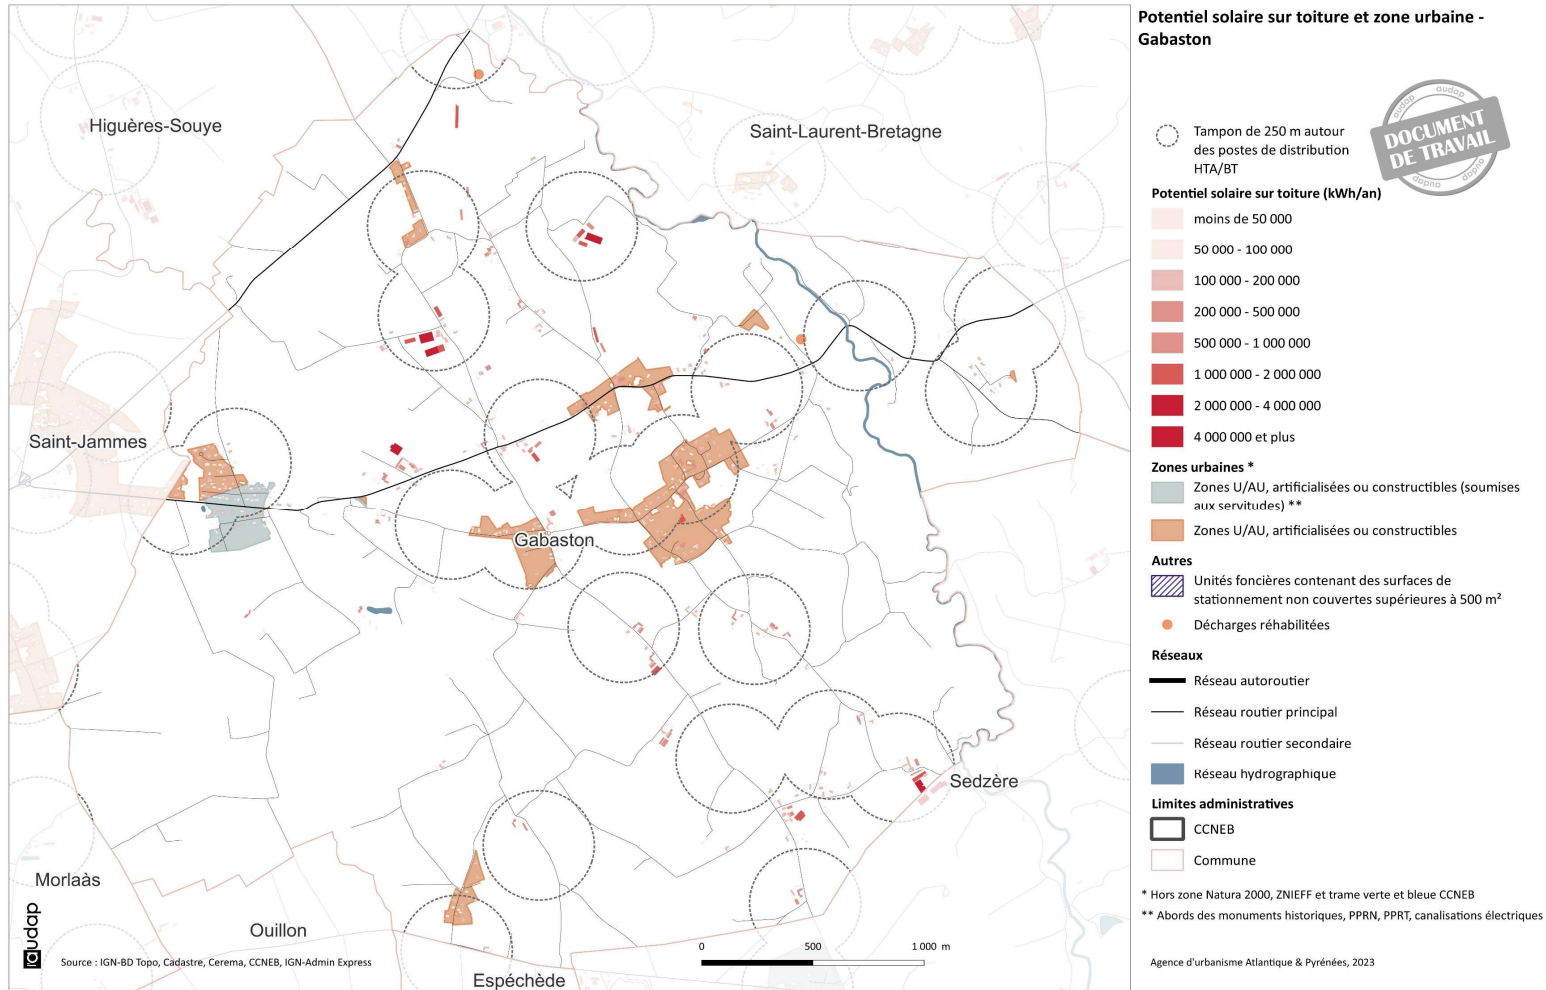 Potentiel solaire sur toiture et zone urbaine -
Gabaston
audap
DOCUMENT
DE TRAVAIL
audap
audap
Tampon de 250 m autour
des postes de distribution
HTA/BT
Potentiel solaire sur toiture (kWh/an)
moins de 50 000
50 000 - 100 000
100 000 - 200 000
200 000 - 500 000
500 000 - 1 000 000
1 000 000 - 2 000 000
2 000 000 - 4 000 000
4 000 000 et plus
Zones urbaines *
Zones U/AU, artificialisées ou constructibles (soumises
aux servitudes) **
Zones U/AU, artificialisées ou constructibles
Autres
Unités foncières contenant des surfaces de
stationnement non couvertes supérieures à 500 m²
Décharges réhabilitées
Réseaux
Réseau autoroutier
Réseau routier principal
Réseau routier secondaire
Réseau hydrographique
Limites administratives
CCNEB
Commune
* Hors zone Natura 2000, ZNIEFF et trame verte et bleue CCNEB
** Abords des monuments historiques, PPRN, PPRT, canalisations électriques
Agence d'urbanisme Atlantique & Pyrénées, 2023
Higuères-Souye
Saint-Laurent-Bretagne
Saint-Jammes
Gabaston
Sedzère
Morlaàs
Ouillon
Espéchède
0 500 1 000 m
audap
Source : IGN-BD Topo, Cadastre, Cerema, CCNEB, IGN-Admin Express